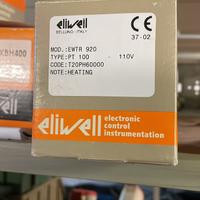 eliwell
BELLUNO - ITALY
CE
37-02
MOD.: EWTR 920
TYPE: PT 100 - 110V
CODE: T20PH60000
NOTE: HEATING
KBH400
eliwell
electronic
control
instrumentation